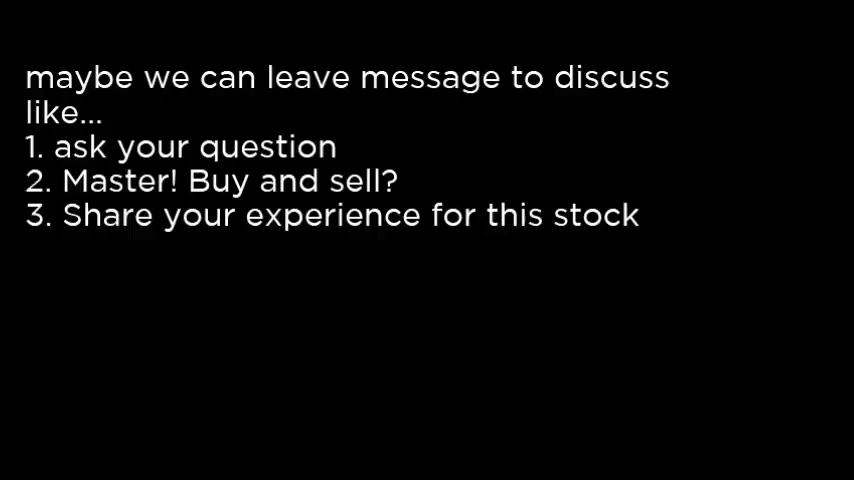 maybe we can leave message to discuss
like...
1. ask your question
2. Master! Buy and sell?
3. Share your experience for this stock